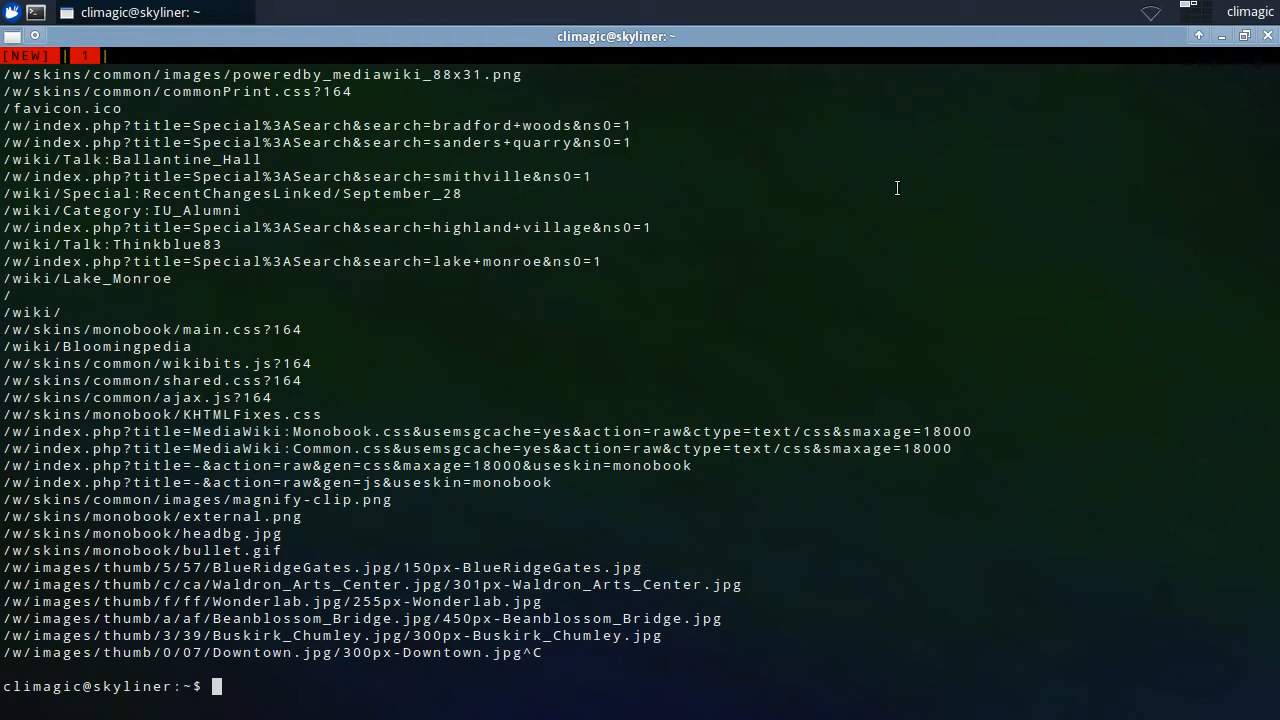 climagic@skyliner: ~ climagic
climagic@skyliner: ~
[NEW] | 1 |
/w/skins/common/images/poweredby_mediawiki_88x31.png
/w/skins/common/commonPrint.css?164
/favicon.ico
/w/index.php?title=Special%3ASearch&search=bradford+woods&ns0=1
/w/index.php?title=Special%3ASearch&search=sanders+quarry&ns0=1
/wiki/Talk:Ballantine_Hall
/w/index.php?title=Special%3ASearch&search=smithville&ns0=1
/wiki/Special:RecentChangesLinked/September_28
/wiki/Category:IU_Alumni
/w/index.php?title=Special%3ASearch&search=highland+village&ns0=1
/wiki/Talk:Thinkblue83
/w/index.php?title=Special%3ASearch&search=lake+monroe&ns0=1
/wiki/Lake_Monroe
/
/wiki/
/w/skins/monobook/main.css?164
/wiki/Bloomingpedia
/w/skins/common/wikibits.js?164
/w/skins/common/shared.css?164
/w/skins/common/ajax.js?164
/w/skins/monobook/KHTMLFixes.css
/w/index.php?title=MediaWiki:Monobook.css&usemsgcache=yes&action=raw&ctype=text/css&smaxage=18000
/w/index.php?title=MediaWiki:Common.css&usemsgcache=yes&action=raw&ctype=text/css&smaxage=18000
/w/index.php?title=-&action=raw&gen=css&maxage=18000&useskin=monobook
/w/index.php?title=-&action=raw&gen=js&useskin=monobook
/w/skins/common/images/magnify-clip.png
/w/skins/monobook/external.png
/w/skins/monobook/headbg.jpg
/w/skins/monobook/bullet.gif
/w/images/thumb/5/57/BlueRidgeGates.jpg/150px-BlueRidgeGates.jpg
/w/images/thumb/c/ca/Waldron_Arts_Center.jpg/301px-Waldron_Arts_Center.jpg
/w/images/thumb/f/ff/Wonderlab.jpg/255px-Wonderlab.jpg
/w/images/thumb/a/af/Beanblossom_Bridge.jpg/450px-Beanblossom_Bridge.jpg
/w/images/thumb/3/39/Buskirk_Chumley.jpg/300px-Buskirk_Chumley.jpg
/w/images/thumb/0/07/Downtown.jpg/300px-Downtown.jpg^C
climagic@skyliner:~$